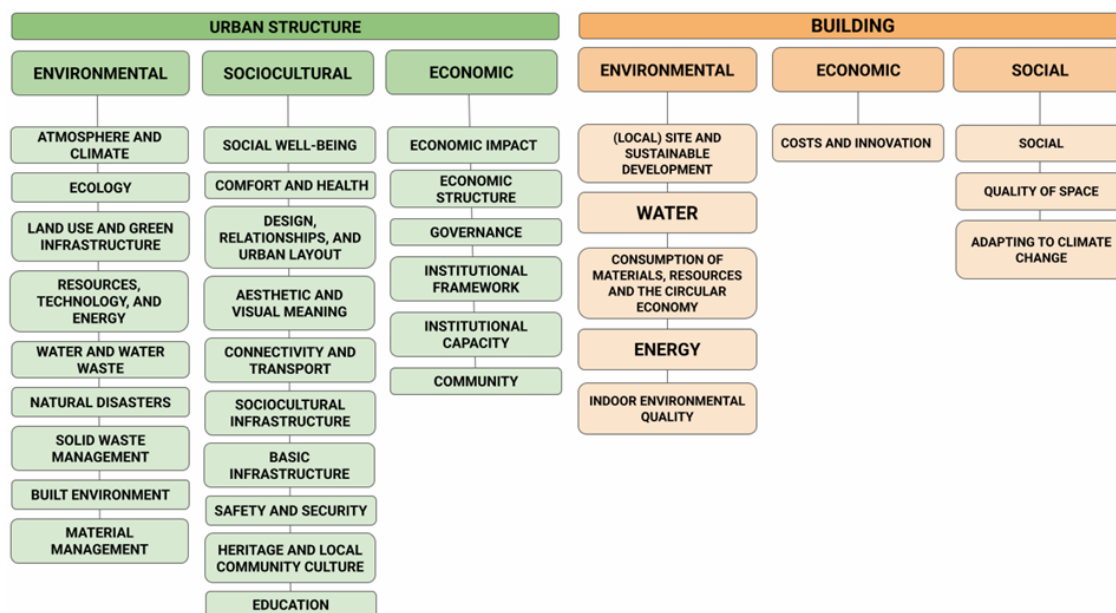 URBAN STRUCTURE
ENVIRONMENTAL
ATMOSPHERE AND
CLIMATE
ECOLOGY
LAND USE AND GREEN
INFRASTRUCTURE
RESOURCES,
TECHNOLOGY, AND
ENERGY
WATER AND WATER
WASTE
NATURAL DISASTERS
SOLID WASTE
MANAGEMENT
BUILT ENVIRONMENT
MATERIAL
MANAGEMENT
SOCIOCULTURAL
SOCIAL WELL-BEING
COMFORT AND HEALTH
DESIGN,
RELATIONSHIPS, AND
URBAN LAYOUT
AESTHETIC AND
VISUAL MEANING
CONNECTIVITY AND
TRANSPORT
SOCIOCULTURAL
INFRASTRUCTURE
BASIC
INFRASTRUCTURE
SAFETY AND SECURITY
HERITAGE AND LOCAL
COMMUNITY CULTURE
EDUCATION
ECONOMIC
ECONOMIC IMPACT
ECONOMIC
STRUCTURE
GOVERNANCE
INSTITUTIONAL
FRAMEWORK
INSTITUTIONAL
CAPACITY
COMMUNITY
BUILDING
ENVIRONMENTAL
(LOCAL) SITE AND
SUSTAINABLE
DEVELOPMENT
WATER
CONSUMPTION OF
MATERIALS, RESOURCES
AND THE CIRCULAR
ECONOMY
ENERGY
INDOOR ENVIRONMENTAL
QUALITY
ECONOMIC
COSTS AND INNOVATION
SOCIAL
SOCIAL
QUALITY OF SPACE
ADAPTING TO CLIMATE
CHANGE